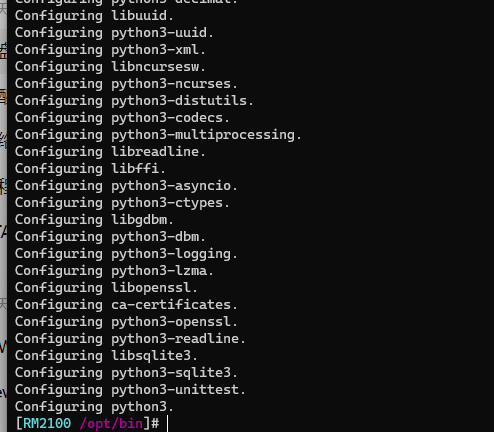 Configuring python3-decimal.
Configuring libuuid.
Configuring python3-uuid.
Configuring python3-xml.
Configuring libncursesw.
Configuring python3-ncurses.
Configuring python3-distutils.
Configuring python3-codecs.
Configuring python3-multiprocessing.
Configuring libreadline.
Configuring libffi.
Configuring python3-asyncio.
Configuring python3-ctypes.
Configuring libgdbm.
Configuring python3-dbm.
Configuring python3-logging.
Configuring python3-lzma.
Configuring libopenssl.
Configuring ca-certificates.
Configuring python3-openssl.
Configuring python3-readline.
Configuring libsqlite3.
Configuring python3-sqlite3.
Configuring python3-unittest.
Configuring python3.
[RM2100 /opt/bin]#